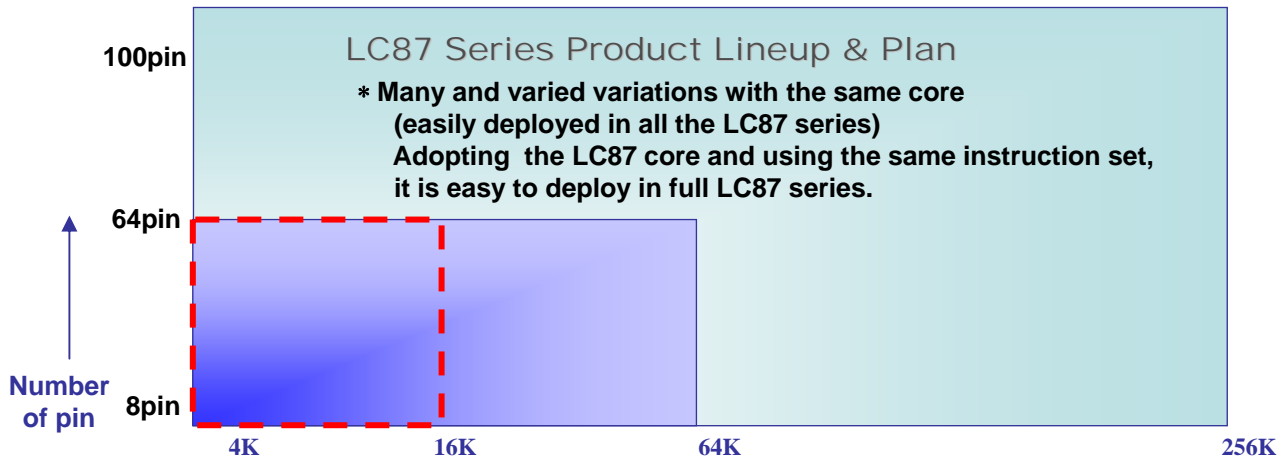 LC87 Series Product Lineup & Plan
100pin
* Many and varied variations with the same core
(easily deployed in all the LC87 series)
Adopting the LC87 core and using the same instruction set,
it is easy to deploy in full LC87 series.
64pin
Number
of pin
8pin
4K 16K 64K 256K